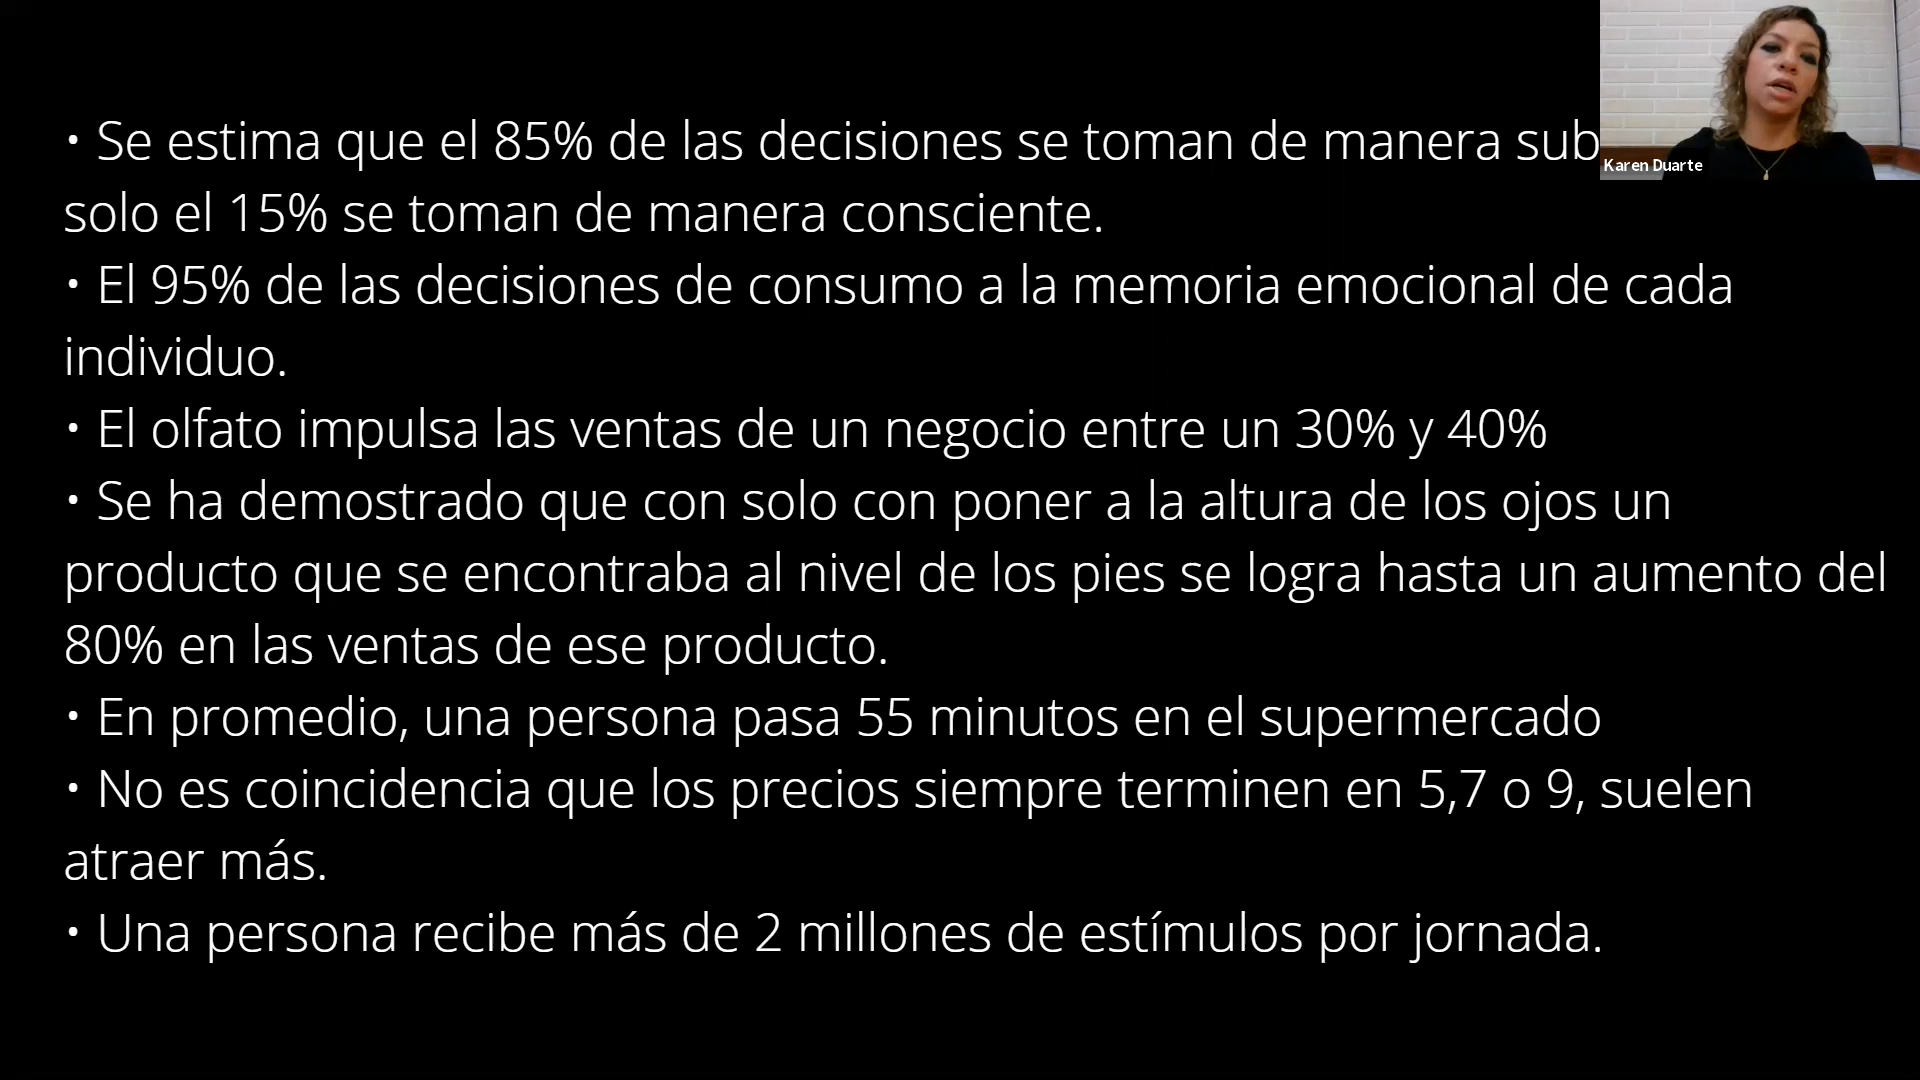 • Se estima que el 85% de las decisiones se toman de manera
solo el 15% se toman de manera consciente.
• El 95% de las decisiones de consumo a la memoria emocional de cada
individuo.
• El olfato impulsa las ventas de un negocio entre un 30% y 40%
• Se ha demostrado que con solo con poner a la altura de los ojos un
producto que se encontraba al nivel de los pies se logra hasta un aumento del
80% en las ventas de ese producto.
• En promedio, una persona pasa 55 minutos en el supermercado
• No es coincidencia que los precios siempre terminen en 5,7 o 9, suelen
atraer más.
• Una persona recibe más de 2 millones de estímulos por jornada.
Karen Duarte